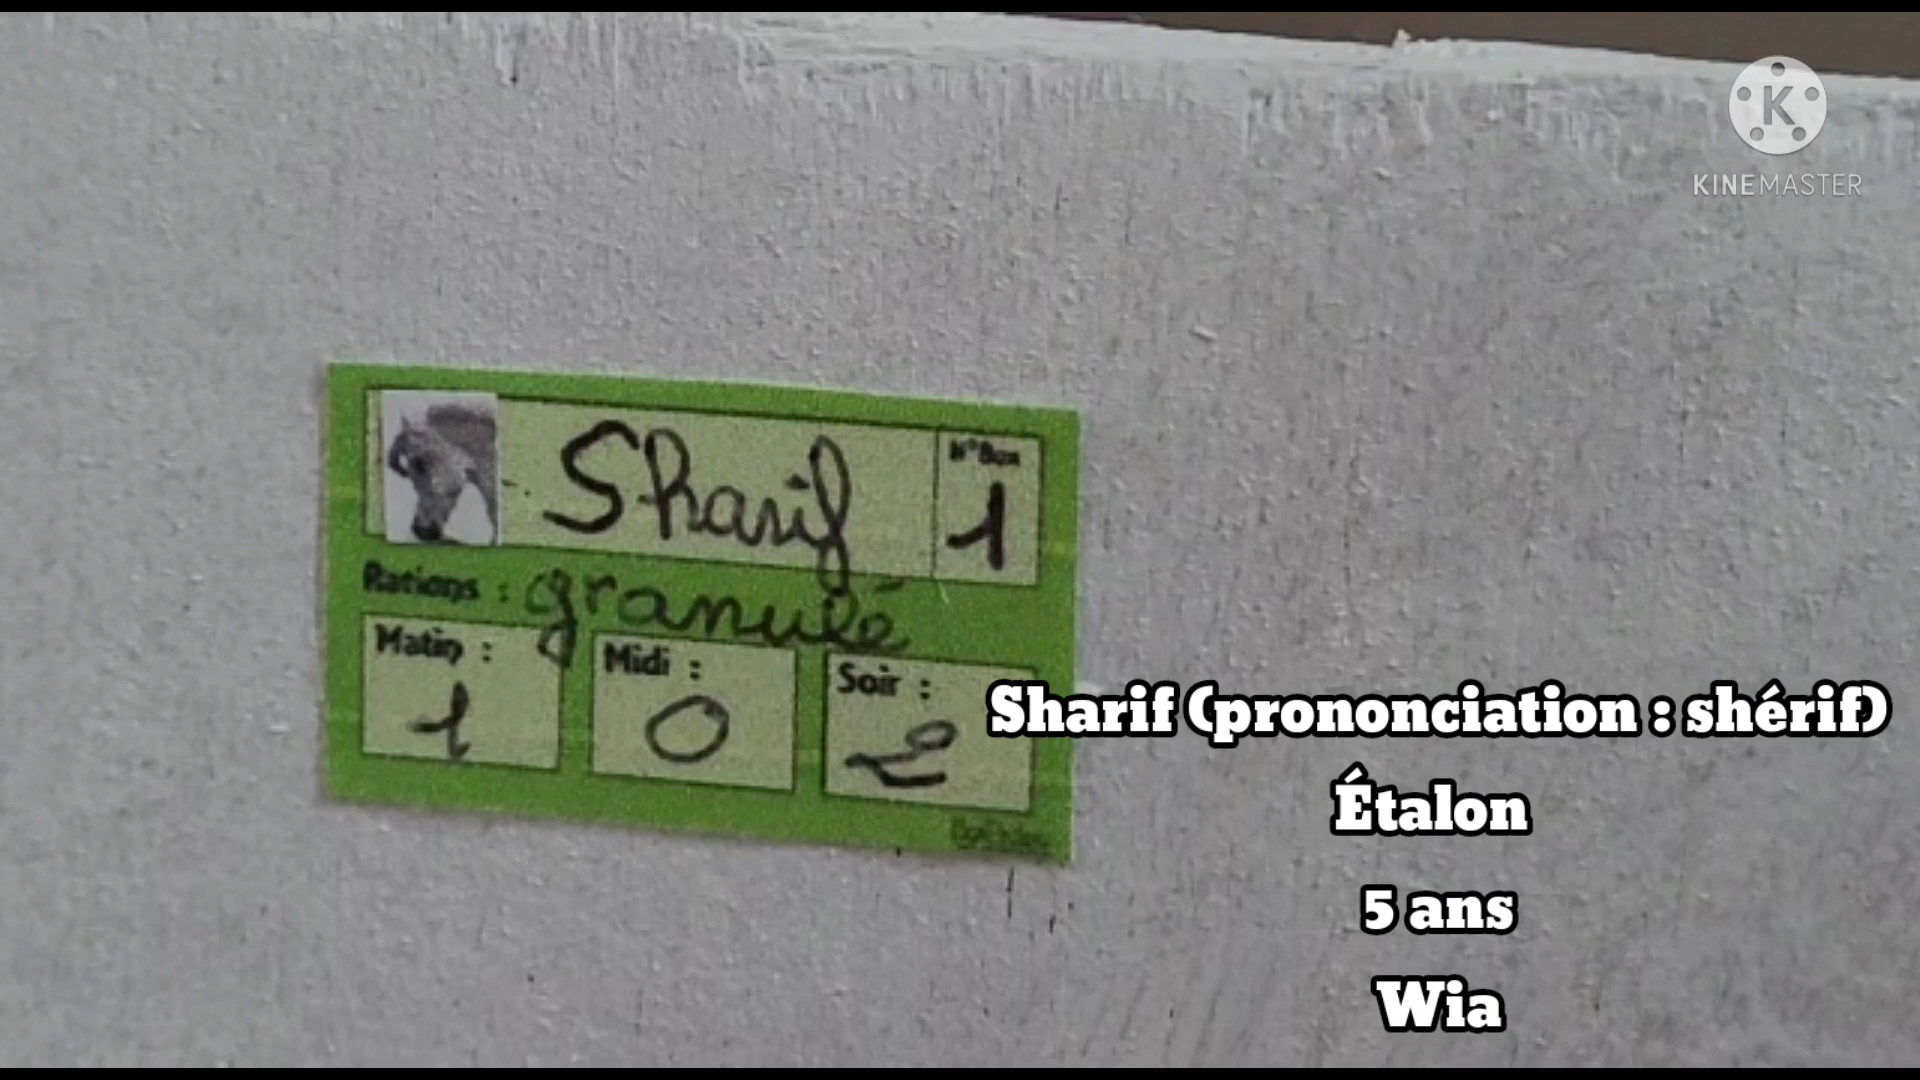 KINEMASTER
Sharif
N° Box
1
Rations : granulé
Matin :
1
Midi :
0
Soir :
2
Sharif (prononciation : shérif)
Étalon
5 ans
Wia